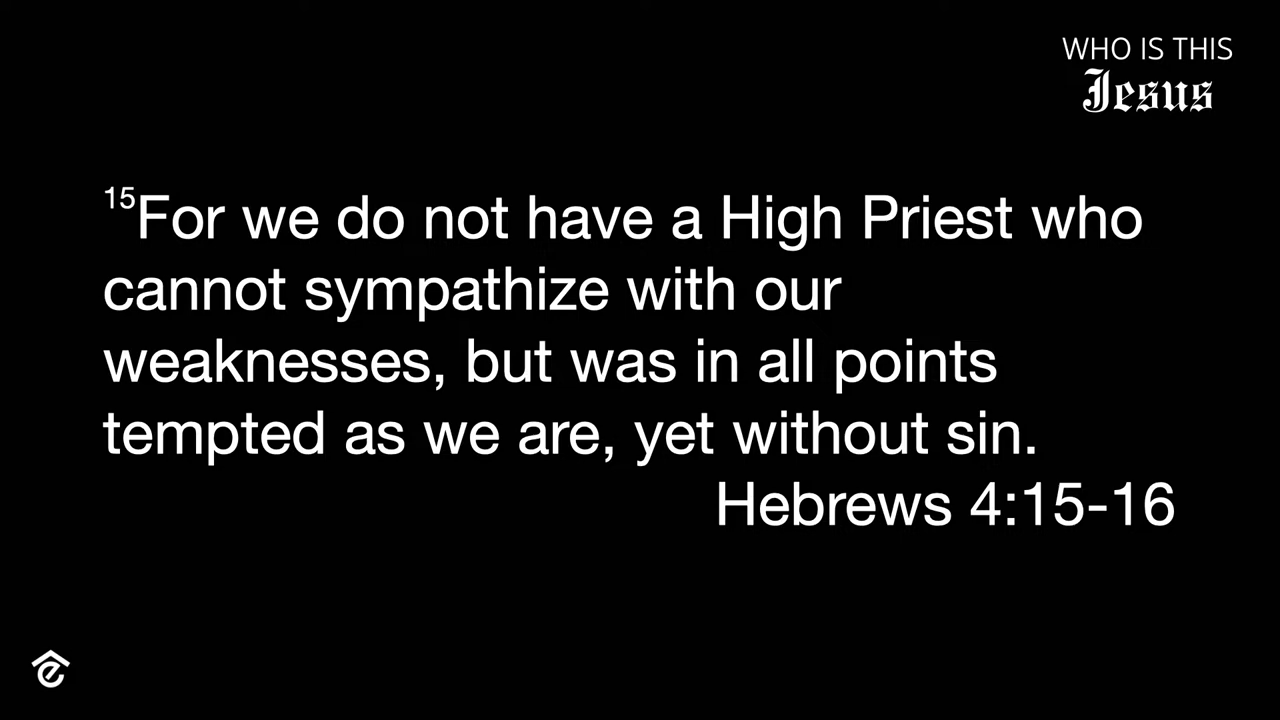 WHO IS THIS
Jesus
15For we do not have a High Priest who
cannot sympathize with our
weaknesses, but was in all points
tempted as we are, yet without sin.
Hebrews 4:15-16
e